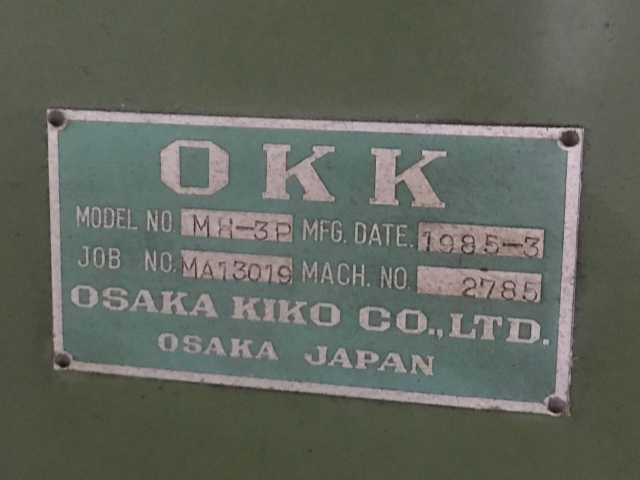 OKK
MODEL NO. MH-3P MFG. DATE. 1985-3
JOB NO. MA13019 MACH. NO. 2785
OSAKA KIKO CO., LTD.
OSAKA JAPAN